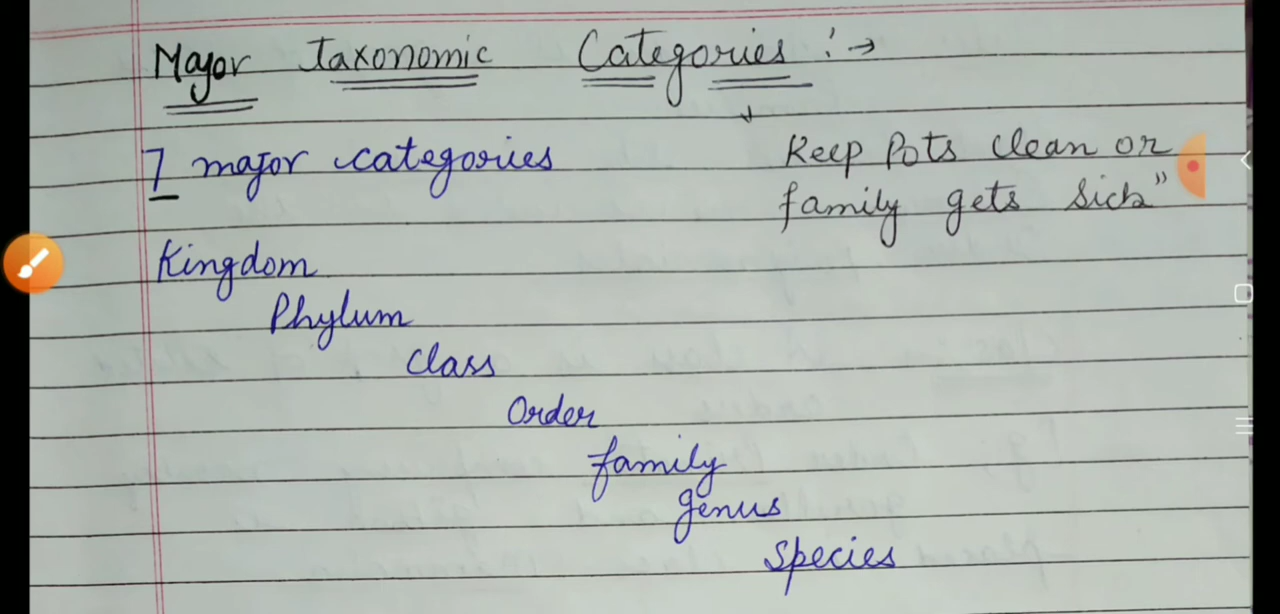 Major Taxonomic Categories :→
7 major categories
Keep Pots clean or
family gets sick"
Kingdom
Phylum
Class
Order
family
genus
species